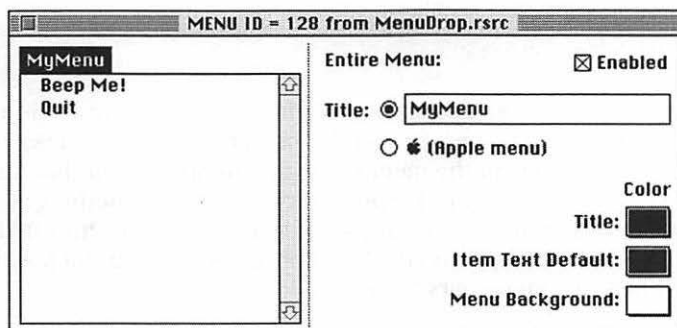 MENU ID = 128 from MenuDrop.rsrc
MyMenu
Beep Me!
Quit
Entire Menu:
Enabled
Title:
MyMenu
(Apple menu)
Color
Title:
Item Text Default:
Menu Background: